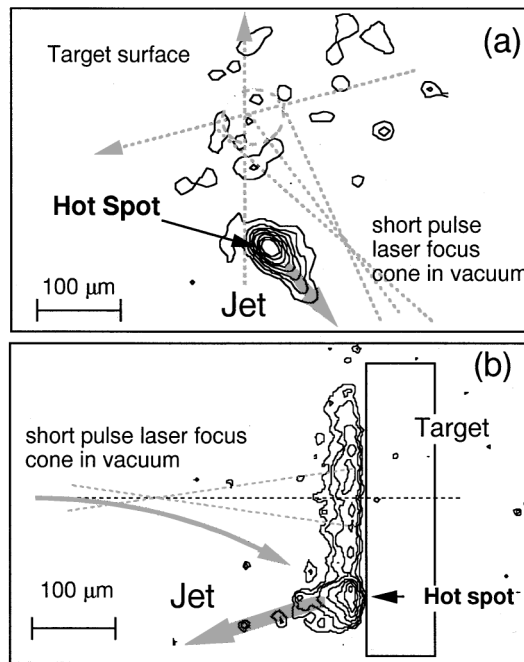 (a)
Target surface
Hot Spot
short pulse
laser focus
cone in vacuum
100 μm
Jet
(b)
short pulse laser focus
cone in vacuum
Target
100 μm
Jet
Hot spot